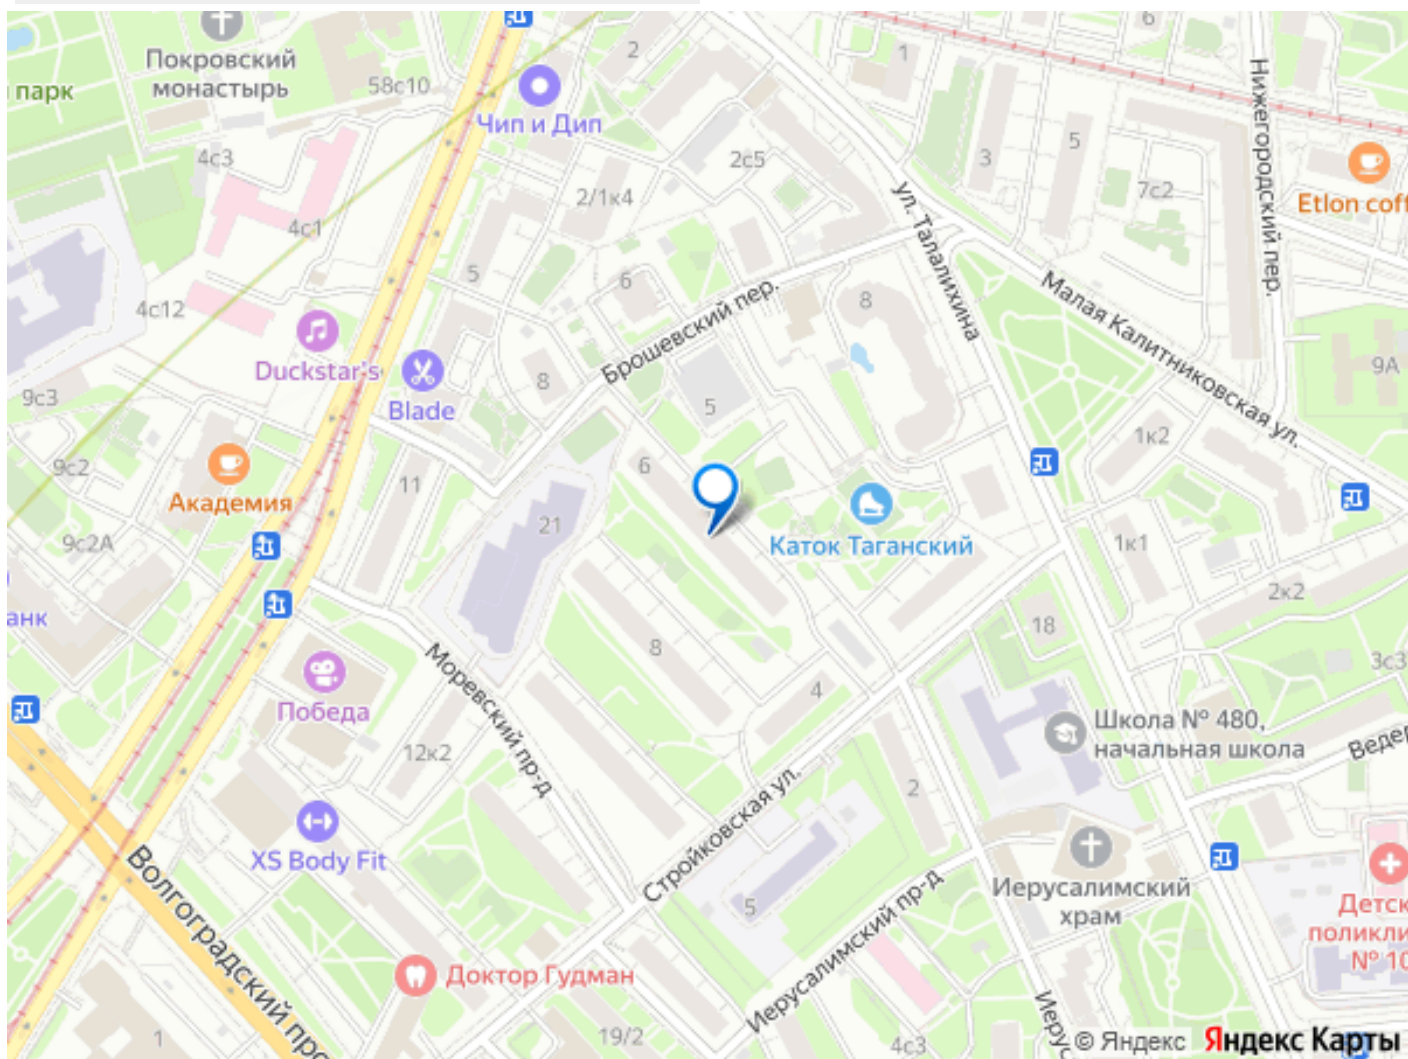 Покровский
монастырь
парк
58с10
2
1
6
Чип и Дип
4с3
2с5
3
5
7с2
Нижегородский пер.
Etlon coff
2/1к4
4с1
ул. Талалихина
5
6
8
Малая Калитниковская ул.
4с12
Duckstar's
Брошевский пер.
9А
9с3
Blade
8
5
1к2
9с2
Академия
11
6
21
Каток Таганский
9с2А
1к1
2к2
анк
18
8
3с3
Моревский пр-д
Победа
4
Школа № 480,
начальная школа
Ведер
12к2
2
Стройковская ул.
XS Body Fit
Волгоградский про
Иерусалимский
храм
Иерусалимский пр-д
5
Детск
поликли
№ 10
Доктор Гудман
Иерус
1
19/2
4с3
© Яндекс Яндекс Карты